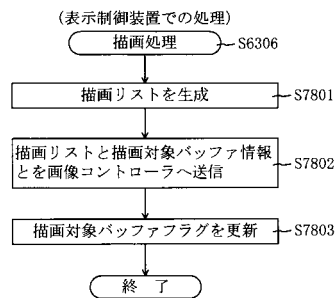 (表示制御装置での処理)
描画処理 S6306
描画リストを生成 S7801
描画リストと描画対象バッファ情報
とを画像コントローラへ送信 S7802
描画対象バッファフラグを更新 S7803
終 了